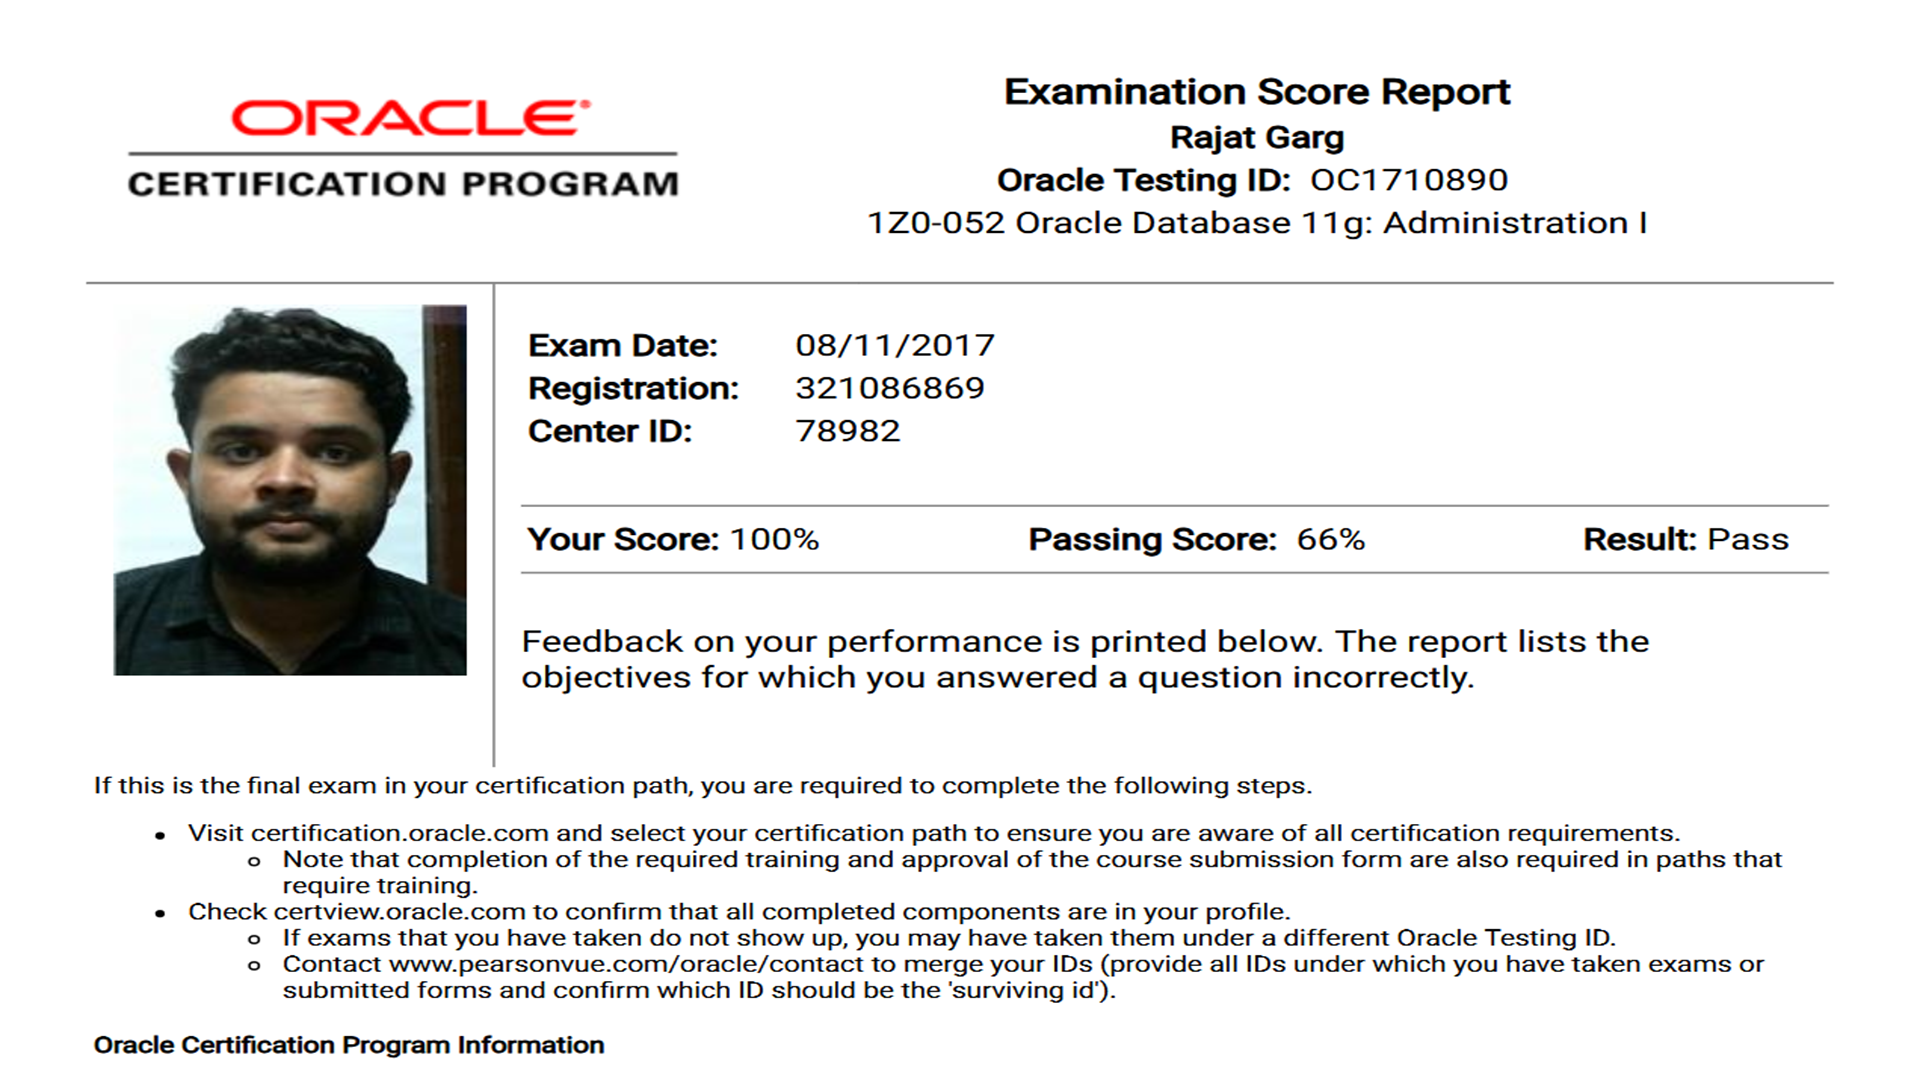 ORACLE®
CERTIFICATION PROGRAM
Examination Score Report
Rajat Garg
Oracle Testing ID: OC1710890
1Z0-052 Oracle Database 11g: Administration I
Exam Date: 08/11/2017
Registration: 321086869
Center ID: 78982
Your Score: 100% Passing Score: 66% Result: Pass
Feedback on your performance is printed below. The report lists the
objectives for which you answered a question incorrectly.
If this is the final exam in your certification path, you are required to complete the following steps.
• Visit certification.oracle.com and select your certification path to ensure you are aware of all certification requirements.
o Note that completion of the required training and approval of the course submission form are also required in paths that
require training.
• Check certview.oracle.com to confirm that all completed components are in your profile.
o If exams that you have taken do not show up, you may have taken them under a different Oracle Testing ID.
o Contact www.pearsonvue.com/oracle/contact to merge your IDs (provide all IDs under which you have taken exams or
submitted forms and confirm which ID should be the 'surviving id').
Oracle Certification Program Information